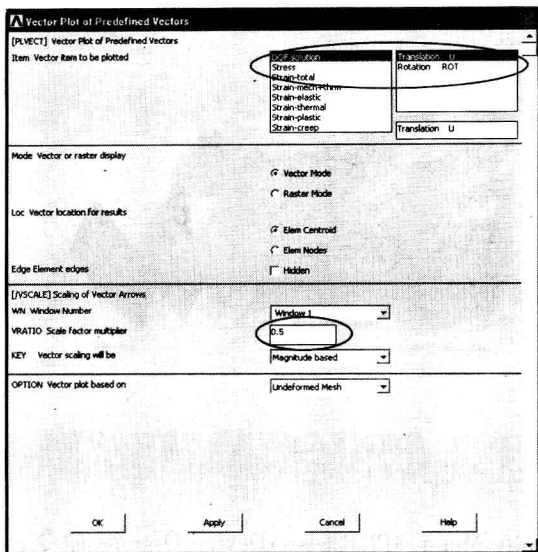 Vector Plot of Predefined Vectors
[PLVECT] Vector Plot of Predefined Vectors
Item Vector item to be plotted
DOF solution
Stress
Strain-total
Strain-mech+thrm
Strain-elastic
Strain-thermal
Strain-plastic
Strain-creep
Translation U
Rotation ROT
Translation U
Mode Vector or raster display
Vector Mode
Raster Mode
Loc Vector location for results
Elem Centroid
Elem Nodes
Edge Element edges
Hidden
[/VSCALE] Scaling of Vector Arrows
WN Window Number
Window 1
VRATIO Scale factor multiplier
0.5
KEY Vector scaling will be
Magnitude based
OPTION Vector plot based on
Undeformed Mesh
OK Apply Cancel Help